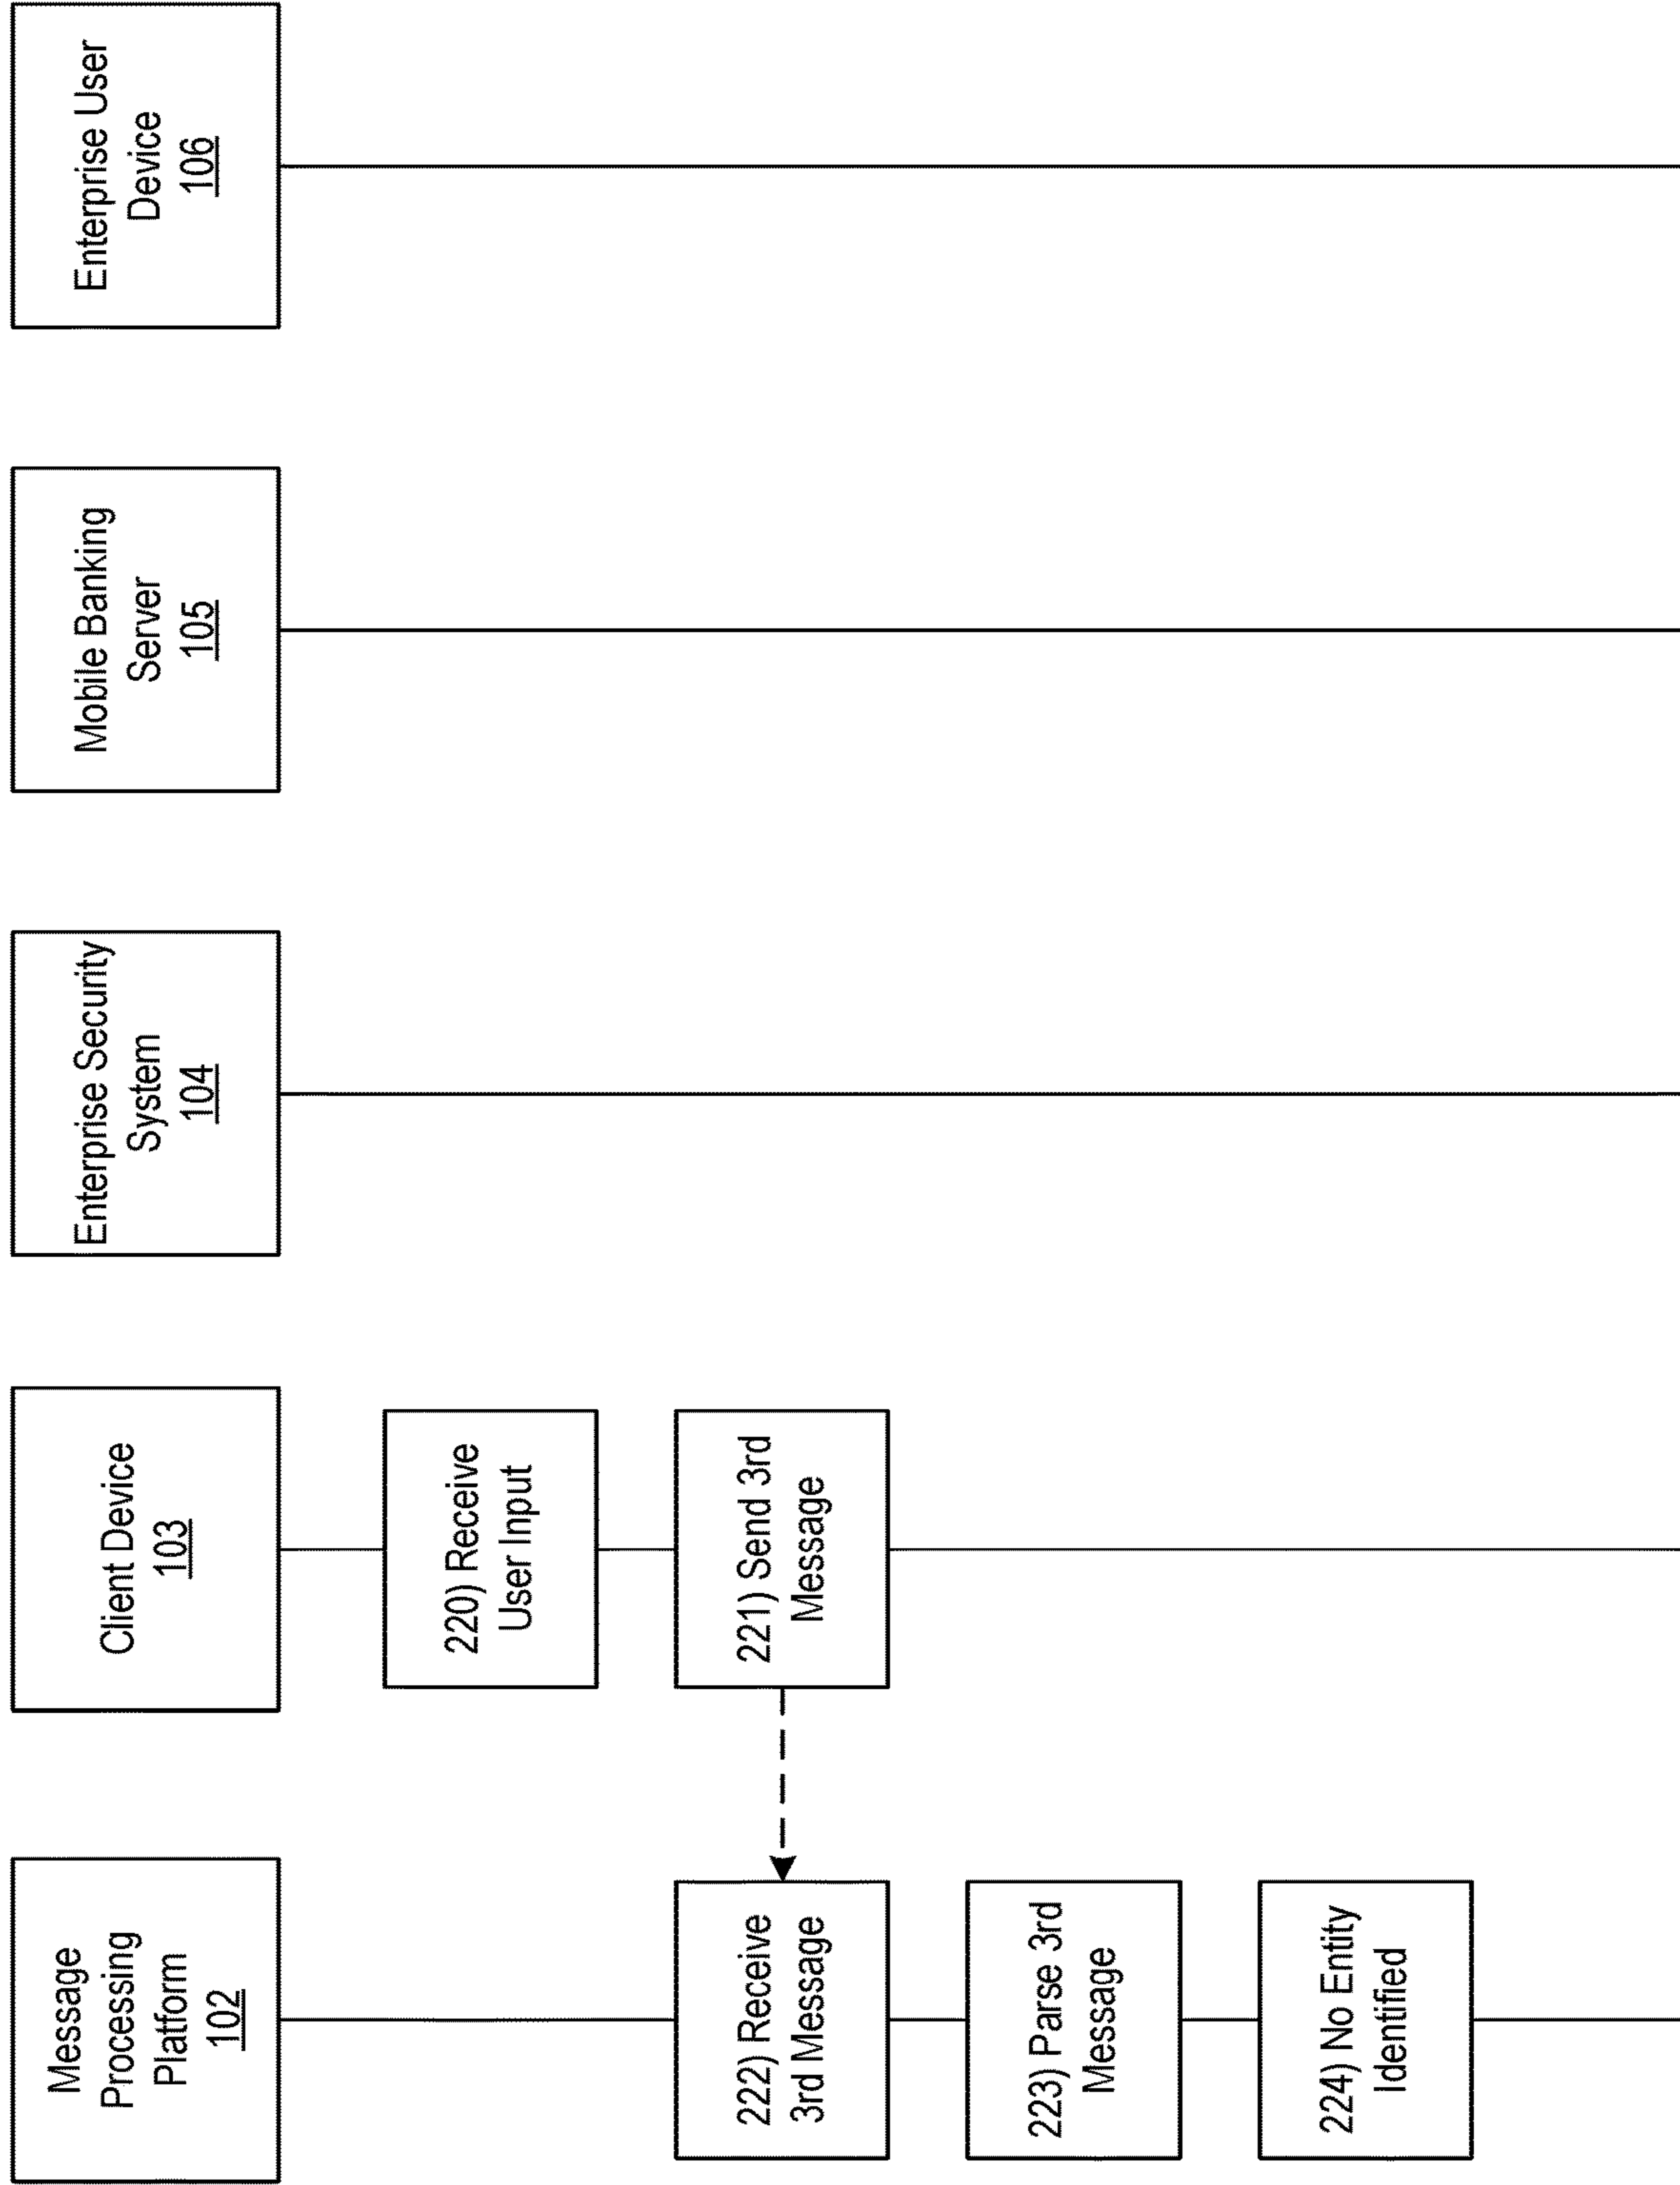 Message
Processing
Platform
102
Client Device
103
Enterprise Security
System
104
Mobile Banking
Server
105
Enterprise User
Device
106
220) Receive
User Input
221) Send 3rd
Message
222) Receive
3rd Message
223) Parse 3rd
Message
224) No Entity
Identified